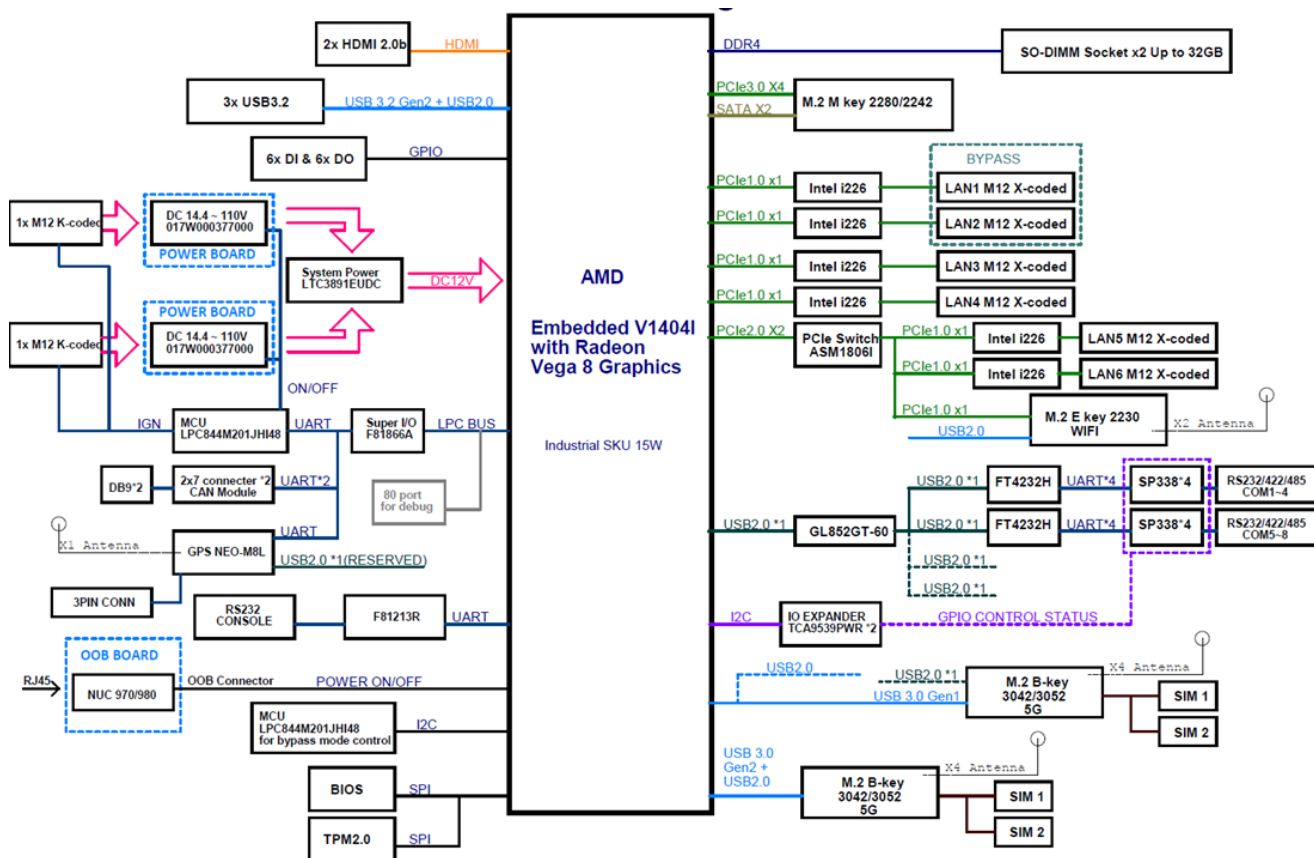 2x HDMI 2.0b
HDMI
3x USB3.2
USB 3.2 Gen2 + USB2.0
6x DI & 6x DO
GPIO
1x M12 K-coded
DC 14.4 ~ 110V
017W000377000
POWER BOARD
System Power
LTC3891EUDC
DC12V
POWER BOARD
1x M12 K-coded
DC 14.4 ~ 110V
017W000377000
ON/OFF
IGN
MCU
LPC844M201JHI48
UART
Super I/O
F81866A
LPC BUS
DB9*2
2x7 connecter *2
CAN Module
UART*2
80 port
for debug
X1 Antenna
UART
GPS NEO-M8L
USB2.0 *1(RESERVED)
3PIN CONN
RS232
CONSOLE
F81213R
UART
OOB BOARD
RJ45
NUC 970/980
OOB Connector
POWER ON/OFF
MCU
LPC844M201JHI48
for bypass mode control
I2C
BIOS
SPI
TPM2.0
SPI
AMD
Embedded V1404I
with Radeon
Vega 8 Graphics
Industrial SKU 15W
DDR4
SO-DIMM Socket x2 Up to 32GB
PCIe3.0 X4
SATA X2
M.2 M key 2280/2242
BYPASS
PCIe1.0 x1
Intel i226
LAN1 M12 X-coded
PCIe1.0 x1
Intel i226
LAN2 M12 X-coded
PCIe1.0 x1
Intel i226
LAN3 M12 X-coded
PCIe1.0 x1
Intel i226
LAN4 M12 X-coded
PCIe2.0 X2
PCIe Switch
ASM1806I
PCIe1.0 x1
Intel i226
LAN5 M12 X-coded
PCIe1.0 x1
Intel i226
LAN6 M12 X-coded
PCIe1.0 x1
USB2.0
M.2 E key 2230
WIFI
X2 Antenna
USB2.0 *1
GL852GT-60
USB2.0 *1
FT4232H
UART*4
SP338*4
RS232/422/485
COM1~4
USB2.0 *1
FT4232H
UART*4
SP338*4
RS232/422/485
COM5~8
USB2.0 *1
USB2.0 *1
I2C
IO EXPANDER
TCA9539PWR *2
GPIO CONTROL STATUS
USB2.0
USB2.0 *1
USB 3.0 Gen1
M.2 B-key
3042/3052
5G
X4 Antenna
SIM 1
SIM 2
USB 3.0
Gen2 +
USB2.0
M.2 B-key
3042/3052
5G
X4 Antenna
SIM 1
SIM 2